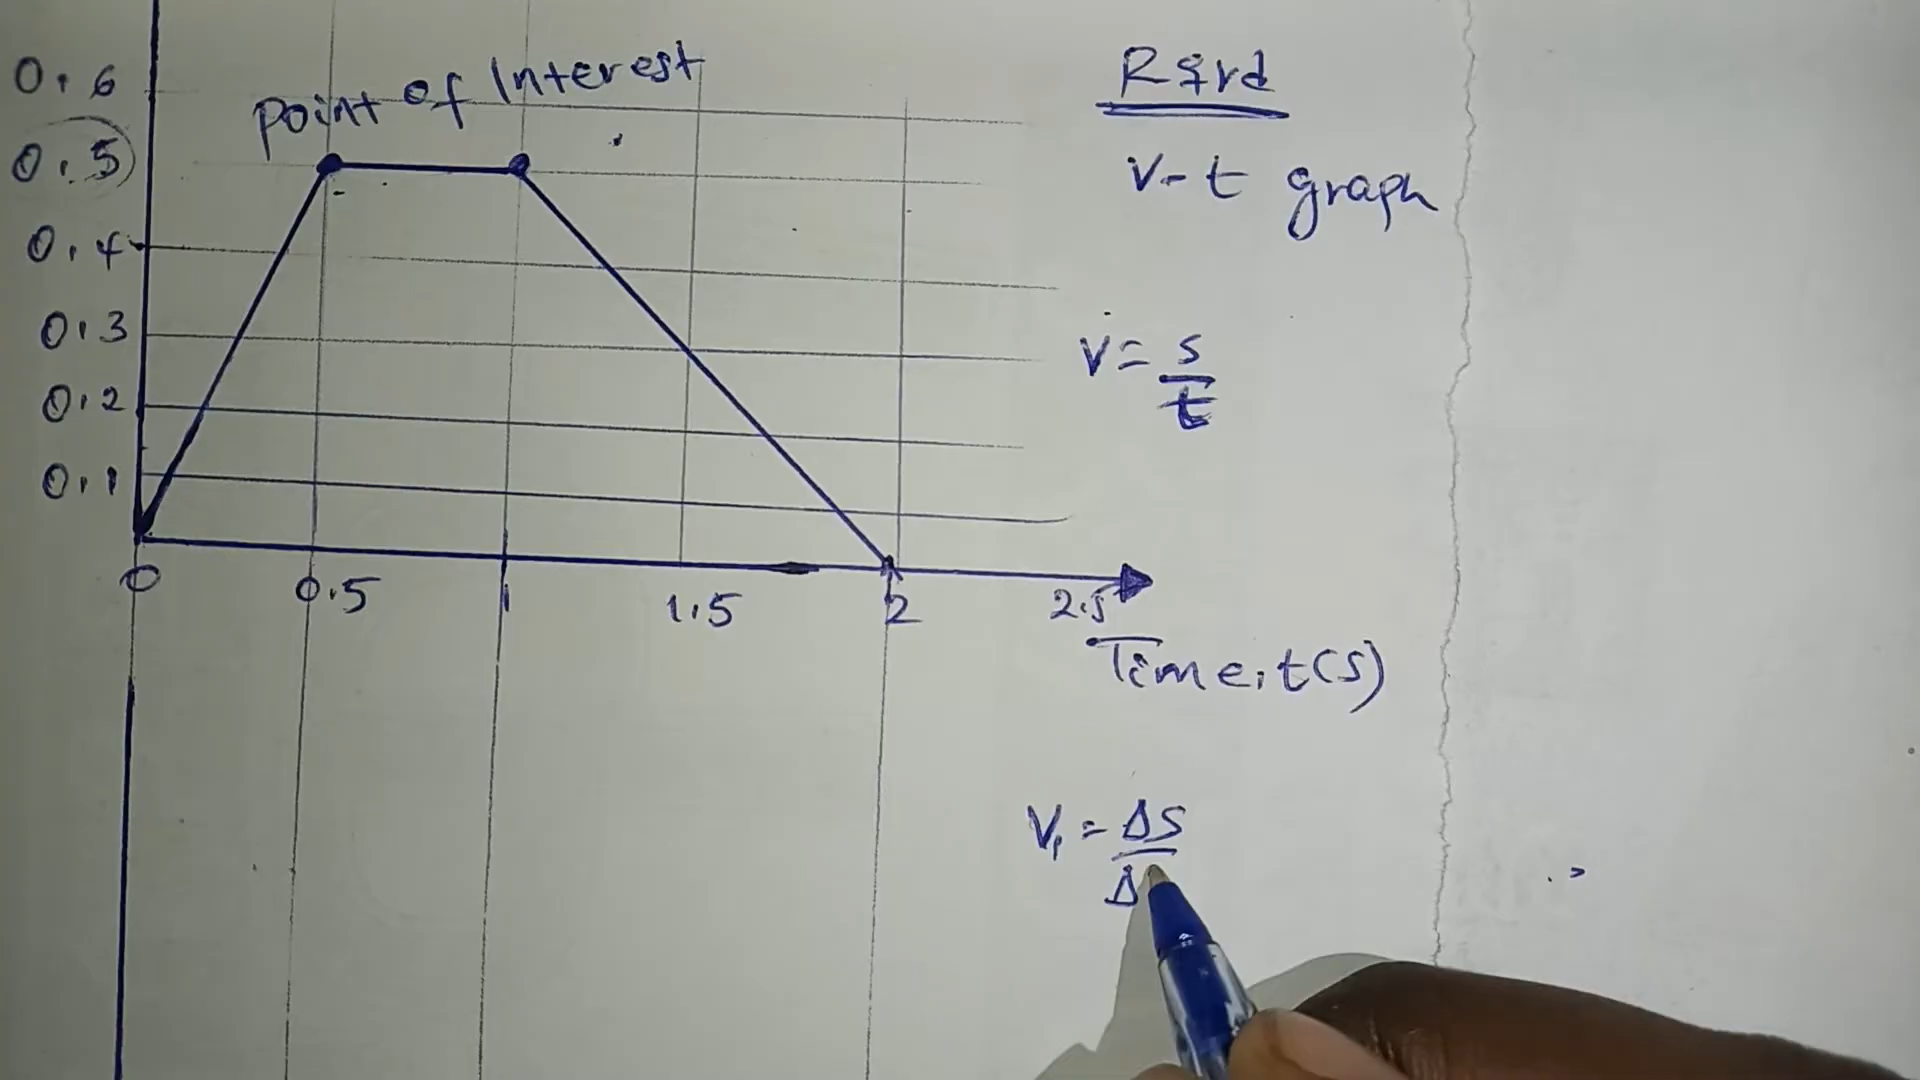 0.6
Point of Interest
0.5
0.4
0.3
0.2
0.1
0 0.5 1 1.5 2 2.5
Time, t(s)
Rqrd
v-t graph
v = s
t
V₁ = ΔS
Δ